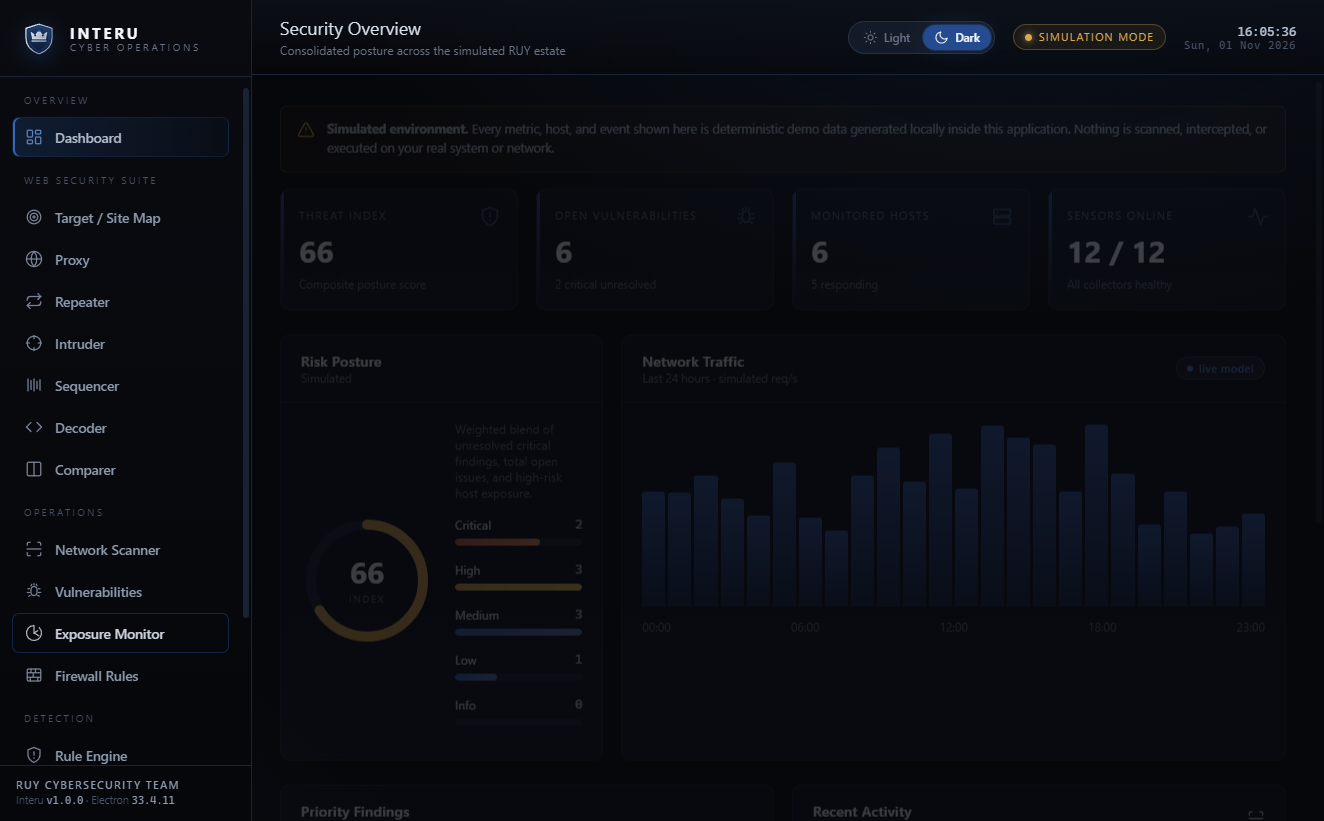 INTERU
CYBER OPERATIONS
OVERVIEW
Dashboard
WEB SECURITY SUITE
Target / Site Map
Proxy
Repeater
Intruder
Sequencer
Decoder
Comparer
OPERATIONS
Network Scanner
Vulnerabilities
Exposure Monitor
Firewall Rules
DETECTION
Rule Engine
RUY CYBERSECURITY TEAM
Interu v1.0.0 · Electron 33.4.11
Security Overview
Consolidated posture across the simulated RUY estate
Light
Dark
SIMULATION MODE
16:05:36
Sun, 01 Nov 2026
Simulated environment. Every metric, host, and event shown here is deterministic demo data generated locally inside this application. Nothing is scanned, intercepted, or
executed on your real system or network.
THREAT INDEX
66
Composite posture score
OPEN VULNERABILITIES
6
2 critical unresolved
MONITORED HOSTS
6
5 responding
SENSORS ONLINE
12 / 12
All collectors healthy
Risk Posture
Simulated
66
INDEX
Weighted blend of
unresolved critical
findings, total open
issues, and high-risk
host exposure.
Critical 2
High 3
Medium 3
Low 1
Info 0
Network Traffic
Last 24 hours · simulated req/s
live model
00:00 06:00 12:00 18:00 23:00
Priority Findings
Recent Activity